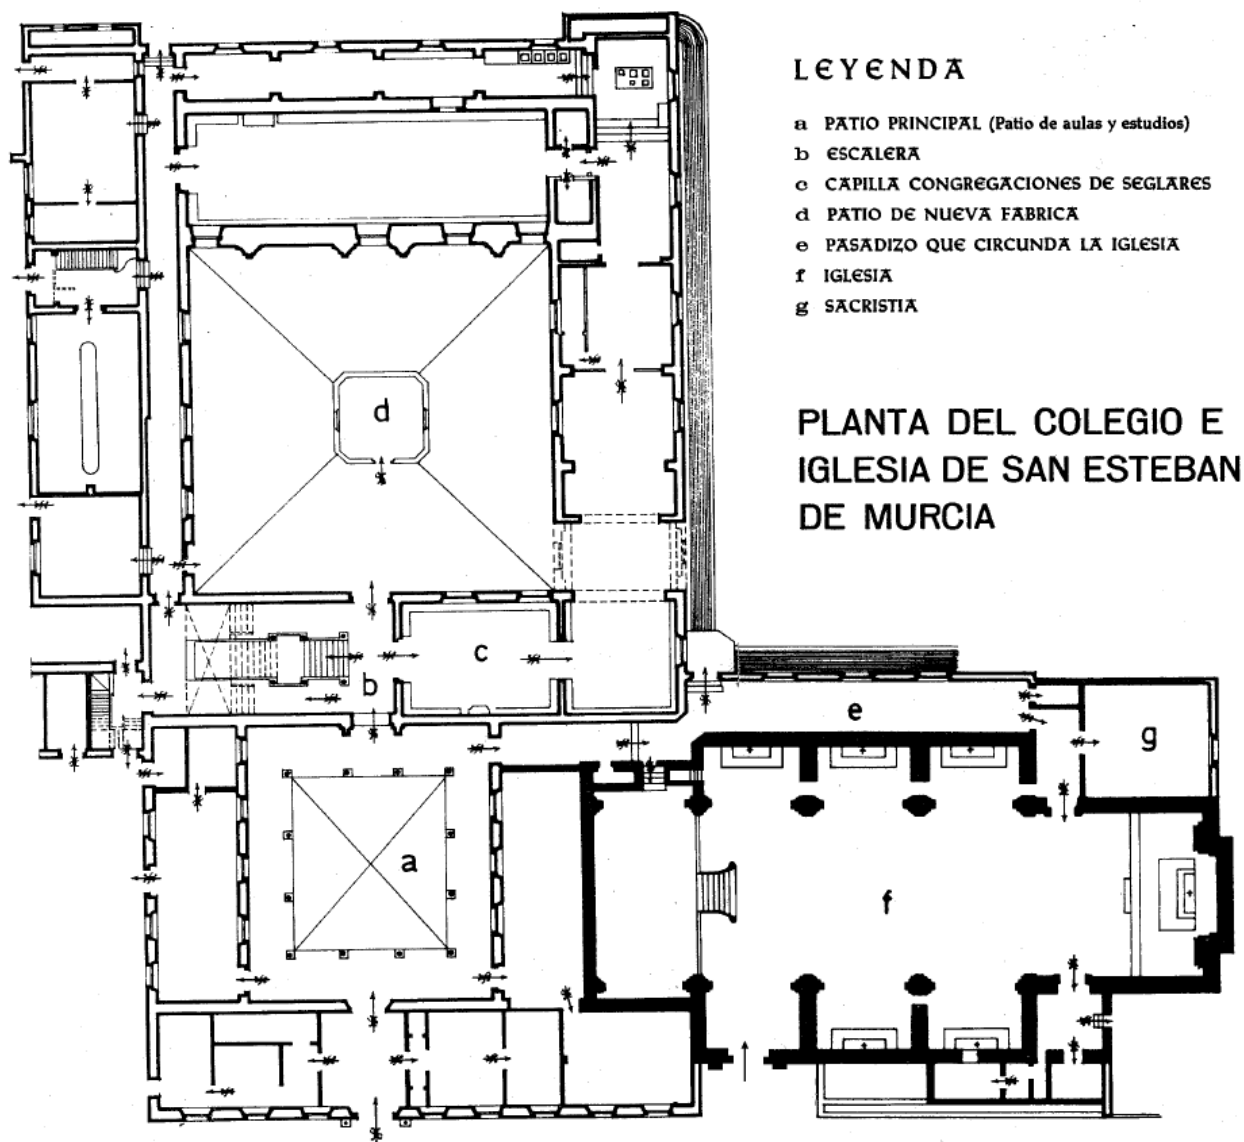 LEYENDA
a PATIO PRINCIPAL (Patio de aulas y estudios)
b ESCALERA
c CAPILLA CONGREGACIONES DE SEGLARES
d PATIO DE NUEVA FABRICA
e PASADIZO QUE CIRCUNDA LA IGLESIA
f IGLESIA
g SACRISTIA
PLANTA DEL COLEGIO E
IGLESIA DE SAN ESTEBAN
DE MURCIA
d
c
b
e
g
a
f